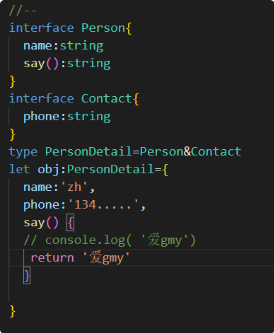 //--
interface Person{
  name:string
  say():string
}
interface Contact{
  phone:string
}
type PersonDetail=Person&Contact
let obj:PersonDetail={
  name:'zh',
  phone:'134.....',
  say() {
  // console.log( '爱gmy')
   return '爱gmy'
  }
}